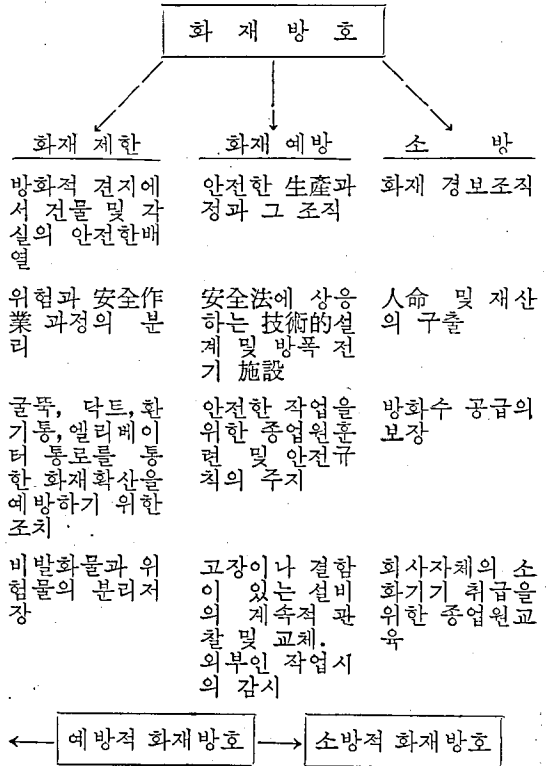 화 재 방 호
화재 제한
방화적 견지에
서 건물 및 각
실의 안전한배
열
위험과 安全作
業 과정의 분
리
굴뚝, 닥트,환
기통,엘리베이
터 통로를 통
한 화재확산을
예방하기 위한
조치
비발화물과 위
험물의 분리저
장
화재 예방
안전한 生產과
정과 그 조직
安全法에 상응
하는 技術的설
계 및 방폭 전
기 施設
안전한 작업을
위한 종업원훈
련 및 안전규
칙의 주지
고장이나 결함
이 있는 설비
의 계속적 관
찰 및 교체.
외부인 작업시
의 감시
소 방
화재 경보조직
人命 및 재산
의 구출
방화수 공급의
보장
회사자체의 소
화기기 취급을
위한 종업원교
육
예방적 화재방호
소방적 화재방호